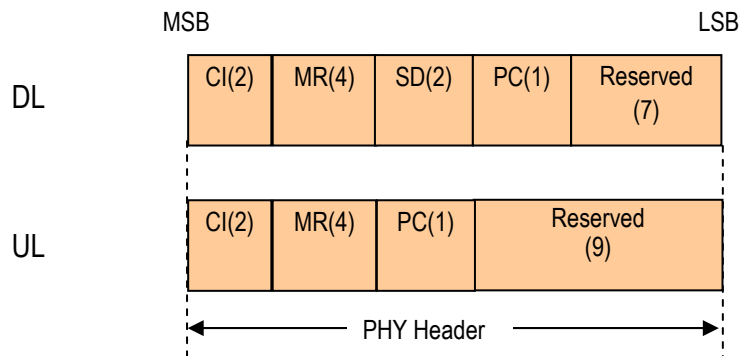 MSB LSB
DL
CI(2) MR(4) SD(2) PC(1) Reserved
(7)
UL
CI(2) MR(4) PC(1) Reserved
(9)
PHY Header